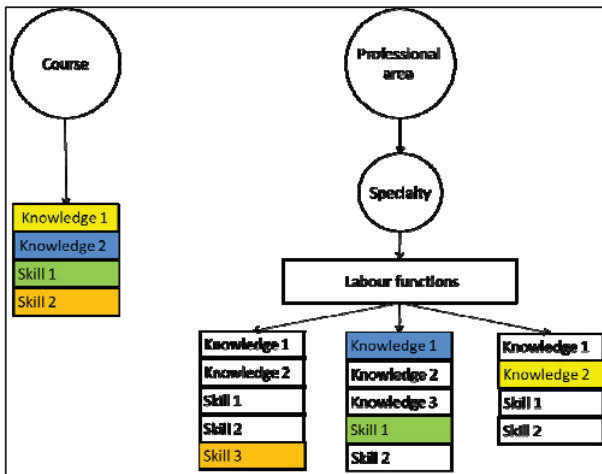 Course
Professional
area
Specialty
Knowledge 1
Knowledge 2
Skill 1
Skill 2
Labour functions
Knowledge 1
Knowledge 2
Skill 1
Skill 2
Skill 3
Knowledge 1
Knowledge 2
Knowledge 3
Skill 1
Skill 2
Knowledge 1
Knowledge 2
Skill 1
Skill 2